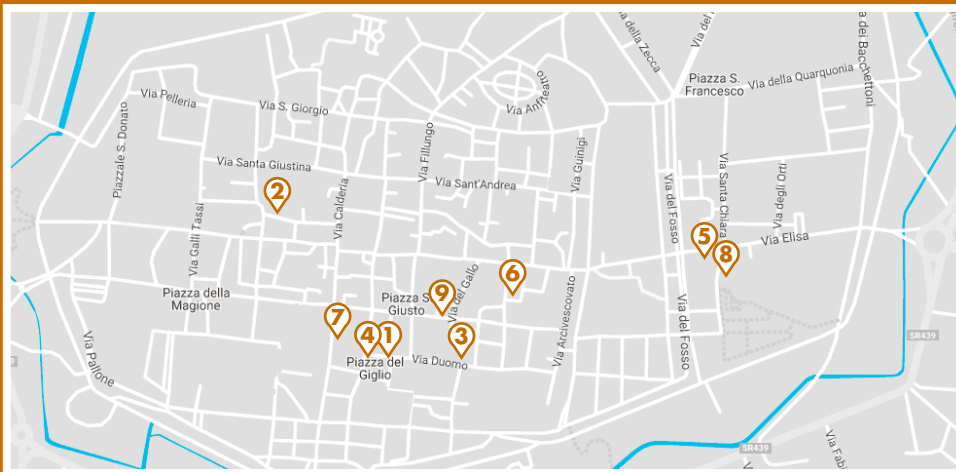 Via della Zecca
Via del
Via dei Bacchettoni
Piazza S.
Francesco
Via della Quarquonia
Via Pelleria
Via S. Giorgio
Via Anfiteatro
Piazzale S. Donato
Via Fillungo
Via Guinigi
Via Santa Giustina
Via Sant'Andrea
Via Calderia
Via del Fosso
Via Santa Chiara
Via degli Orti
Via Galli Tassi
2
5
8
Via Elisa
6
9
Via del Gallo
Piazza S.
Giusto
Piazza della
Magione
7
4
1
3
Via Arcivescovato
Via del Fosso
SR439
Via Pallone
Piazza del
Giglio
Via Duomo
SR439